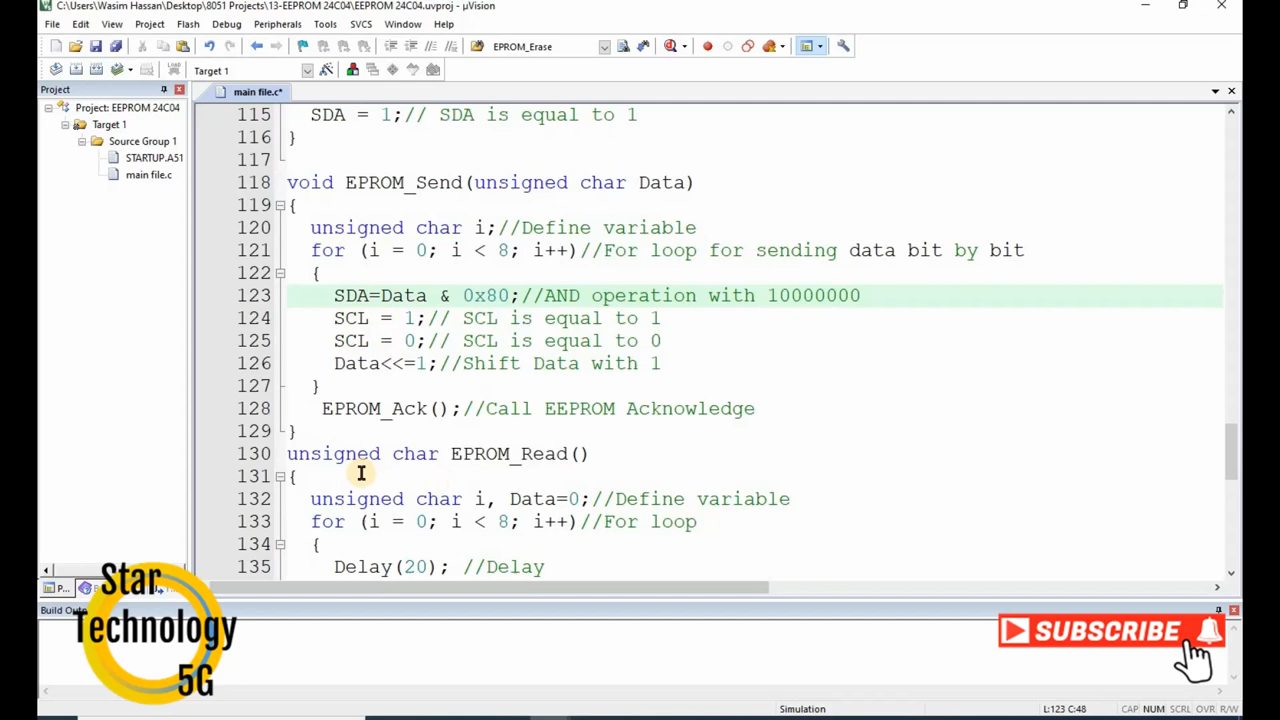 C:\Users\Wasim Hassan\Desktop\8051 Projects\13-EEPROM 24C04\EEPROM 24C04.uvproj - µVision
File Edit View Project Flash Debug Peripherals Tools SVCS Window Help
EPROM_Erase
LOAD
Target 1
Project
main file.c*
Project: EEPROM 24C04
Target 1
Source Group 1
STARTUP.A51
main file.c
115 SDA = 1;// SDA is equal to 1
116 }
117
118 void EPROM_Send(unsigned char Data)
119 {
120 unsigned char i;//Define variable
121 for (i = 0; i < 8; i++)//For loop for sending data bit by bit
122 {
123 SDA=Data & 0x80;//AND operation with 10000000
124 SCL = 1;// SCL is equal to 1
125 SCL = 0;// SCL is equal to 0
126 Data<<=1;//Shift Data with 1
127 }
128 EPROM_Ack();//Call EEPROM Acknowledge
129 }
130 unsigned char EPROM_Read()
131 {
132 unsigned char i, Data=0;//Define variable
133 for (i = 0; i < 8; i++)//For loop
134 {
135 Delay(20); //Delay
P...
Build Out
Star
Technology
5G
SUBSCRIBE
Simulation
L:123 C:48
CAP NUM SCRL OVR R/W